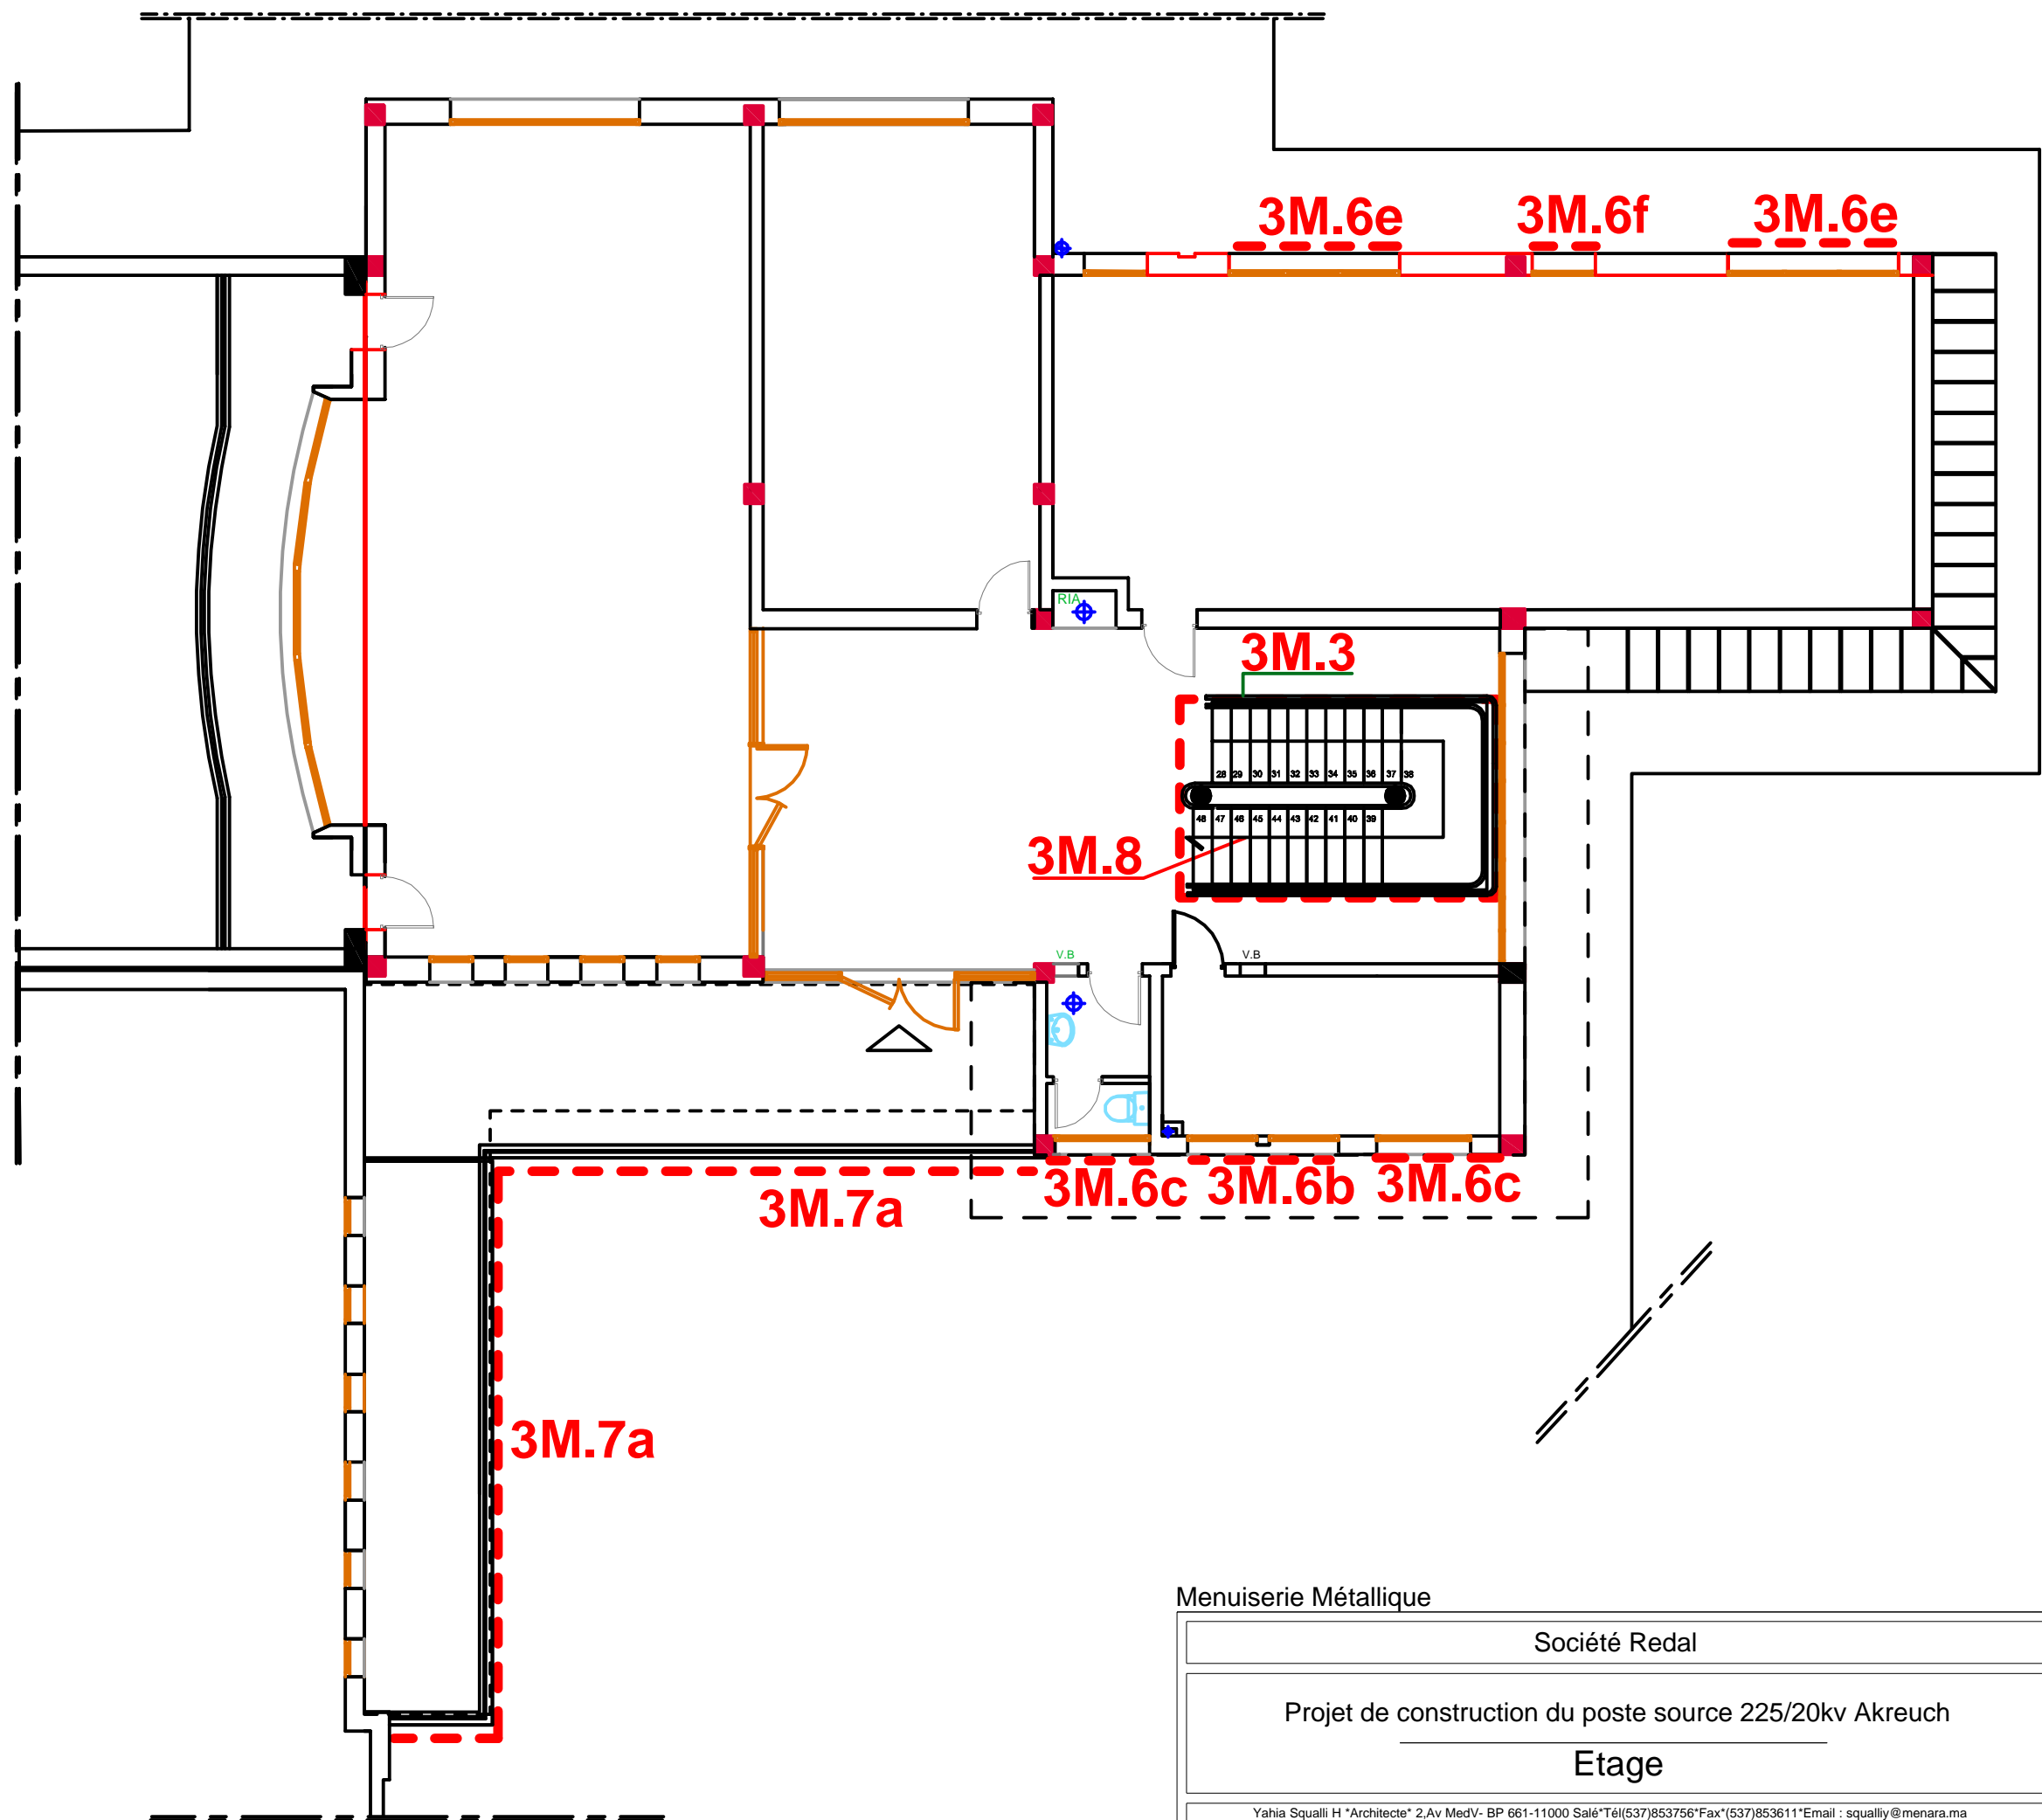 3M.6e 3M.6f 3M.6e
RIA
3M.3
28 29 30 31 32 33 34 35 36 37 38
48 47 46 45 44 43 42 41 40 39
3M.8
V.B V.B
3M.6c 3M.6b 3M.6c
3M.7a
3M.7a
Menuiserie Métallique
Société Redal
Projet de construction du poste source 225/20kv Akreuch
Etage
Yahia Squalli H *Architecte* 2,Av MedV- BP 661-11000 Salé*Tél(537)853756*Fax*(537)853611*Email : squalliy@menara.ma